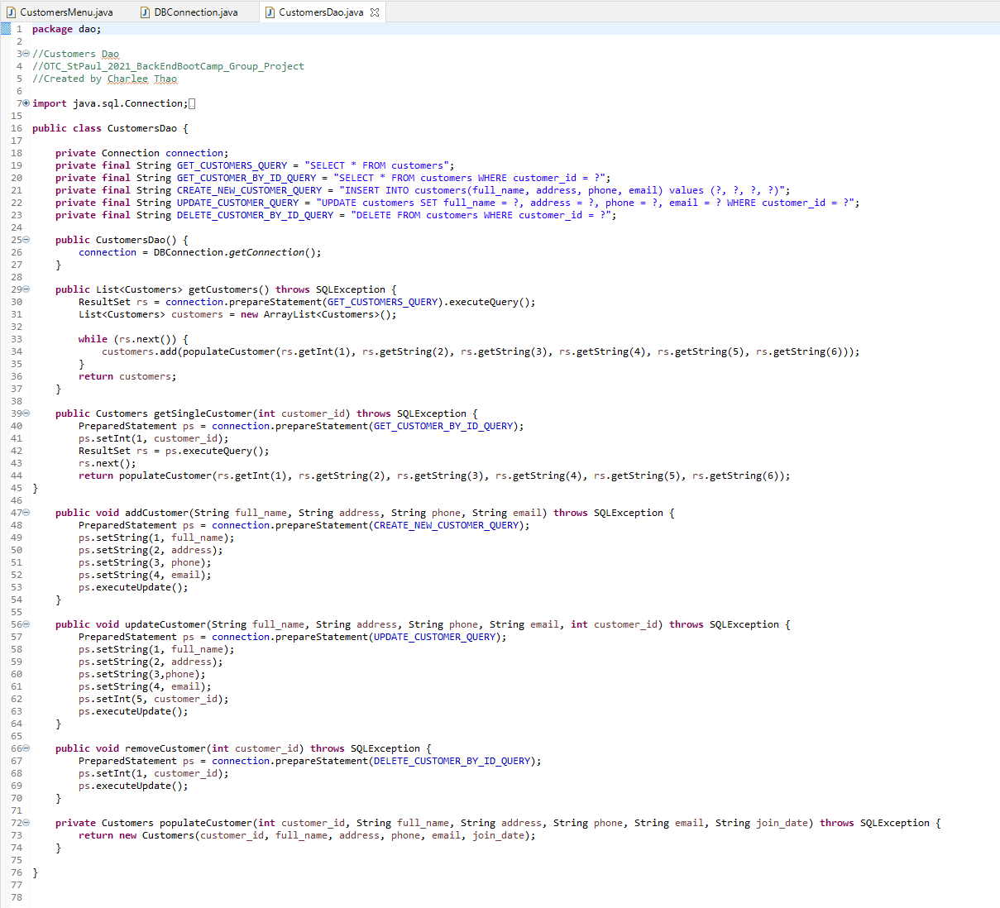 CustomersMenu.java DBConnection.java CustomersDao.java
1 package dao;
2
3 //Customers Dao
4 //OTC_StPaul_2021_BackEndBootCamp_Group_Project
5 //Created by Charlee Thao
6
7 import java.sql.Connection;
15
16 public class CustomersDao {
17
18 private Connection connection;
19 private final String GET_CUSTOMERS_QUERY = "SELECT * FROM customers";
20 private final String GET_CUSTOMER_BY_ID_QUERY = "SELECT * FROM customers WHERE customer_id = ?";
21 private final String CREATE_NEW_CUSTOMER_QUERY = "INSERT INTO customers(full_name, address, phone, email) values (?, ?, ?, ?)";
22 private final String UPDATE_CUSTOMER_QUERY = "UPDATE customers SET full_name = ?, address = ?, phone = ?, email = ? WHERE customer_id = ?";
23 private final String DELETE_CUSTOMER_BY_ID_QUERY = "DELETE FROM customers WHERE customer_id = ?";
24
25 public CustomersDao() {
26 connection = DBConnection.getConnection();
27 }
28
29 public List<Customers> getCustomers() throws SQLException {
30 ResultSet rs = connection.prepareStatement(GET_CUSTOMERS_QUERY).executeQuery();
31 List<Customers> customers = new ArrayList<Customers>();
32
33 while (rs.next()) {
34 customers.add(populateCustomer(rs.getInt(1), rs.getString(2), rs.getString(3), rs.getString(4), rs.getString(5), rs.getString(6)));
35 }
36 return customers;
37 }
38
39 public Customers getSingleCustomer(int customer_id) throws SQLException {
40 PreparedStatement ps = connection.prepareStatement(GET_CUSTOMER_BY_ID_QUERY);
41 ps.setInt(1, customer_id);
42 ResultSet rs = ps.executeQuery();
43 rs.next();
44 return populateCustomer(rs.getInt(1), rs.getString(2), rs.getString(3), rs.getString(4), rs.getString(5), rs.getString(6));
45 }
46
47 public void addCustomer(String full_name, String address, String phone, String email) throws SQLException {
48 PreparedStatement ps = connection.prepareStatement(CREATE_NEW_CUSTOMER_QUERY);
49 ps.setString(1, full_name);
50 ps.setString(2, address);
51 ps.setString(3, phone);
52 ps.setString(4, email);
53 ps.executeUpdate();
54 }
55
56 public void updateCustomer(String full_name, String address, String phone, String email, int customer_id) throws SQLException {
57 PreparedStatement ps = connection.prepareStatement(UPDATE_CUSTOMER_QUERY);
58 ps.setString(1, full_name);
59 ps.setString(2, address);
60 ps.setString(3,phone);
61 ps.setString(4, email);
62 ps.setInt(5, customer_id);
63 ps.executeUpdate();
64 }
65
66 public void removeCustomer(int customer_id) throws SQLException {
67 PreparedStatement ps = connection.prepareStatement(DELETE_CUSTOMER_BY_ID_QUERY);
68 ps.setInt(1, customer_id);
69 ps.executeUpdate();
70 }
71
72 private Customers populateCustomer(int customer_id, String full_name, String address, String phone, String email, String join_date) throws SQLException {
73 return new Customers(customer_id, full_name, address, phone, email, join_date);
74 }
75
76 }
77
78